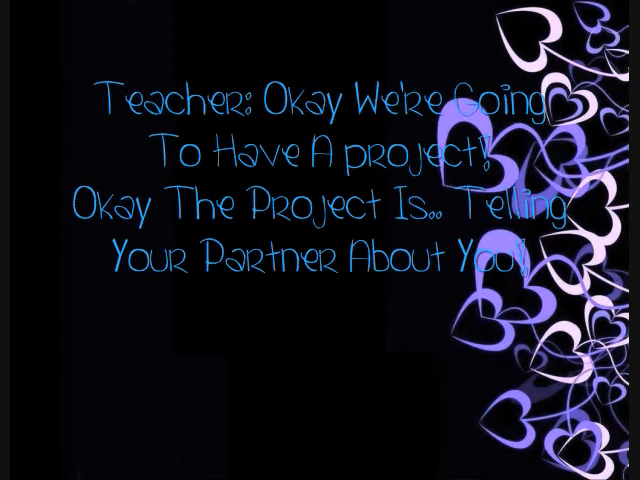 Teacher: Okay We're Going
To Have A project!
Okay The Project Is.. Telling
Your Partner About You!